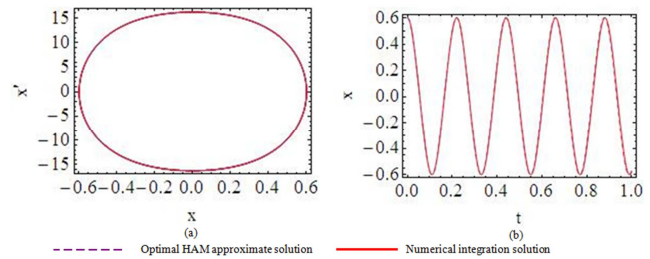 15
10
5
0
−5
−10
−15
x'
−0.6 −0.4 −0.2 0.0 0.2 0.4 0.6
x
(a)
0.6
0.4
0.2
0.0
−0.2
−0.4
−0.6
x
0.0 0.2 0.4 0.6 0.8 1.0
t
(b)
Optimal HAM approximate solution
Numerical integration solution